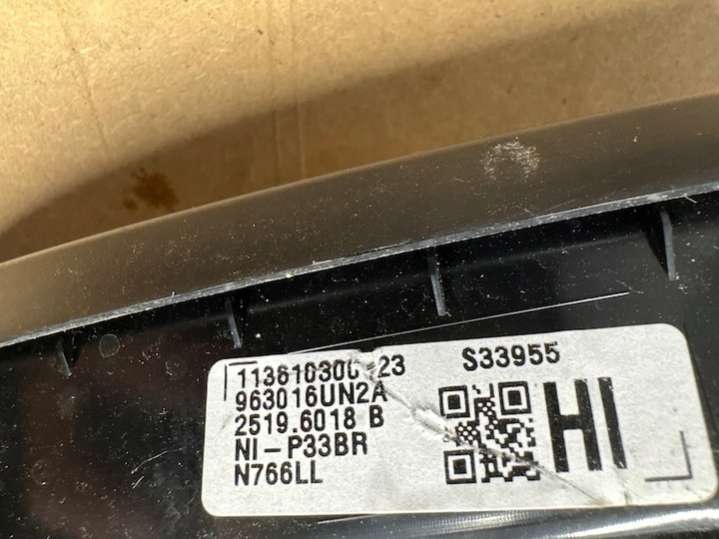 S33955
963016UN2A
2519.6018 B
NI-P33BR
N766LL
HI